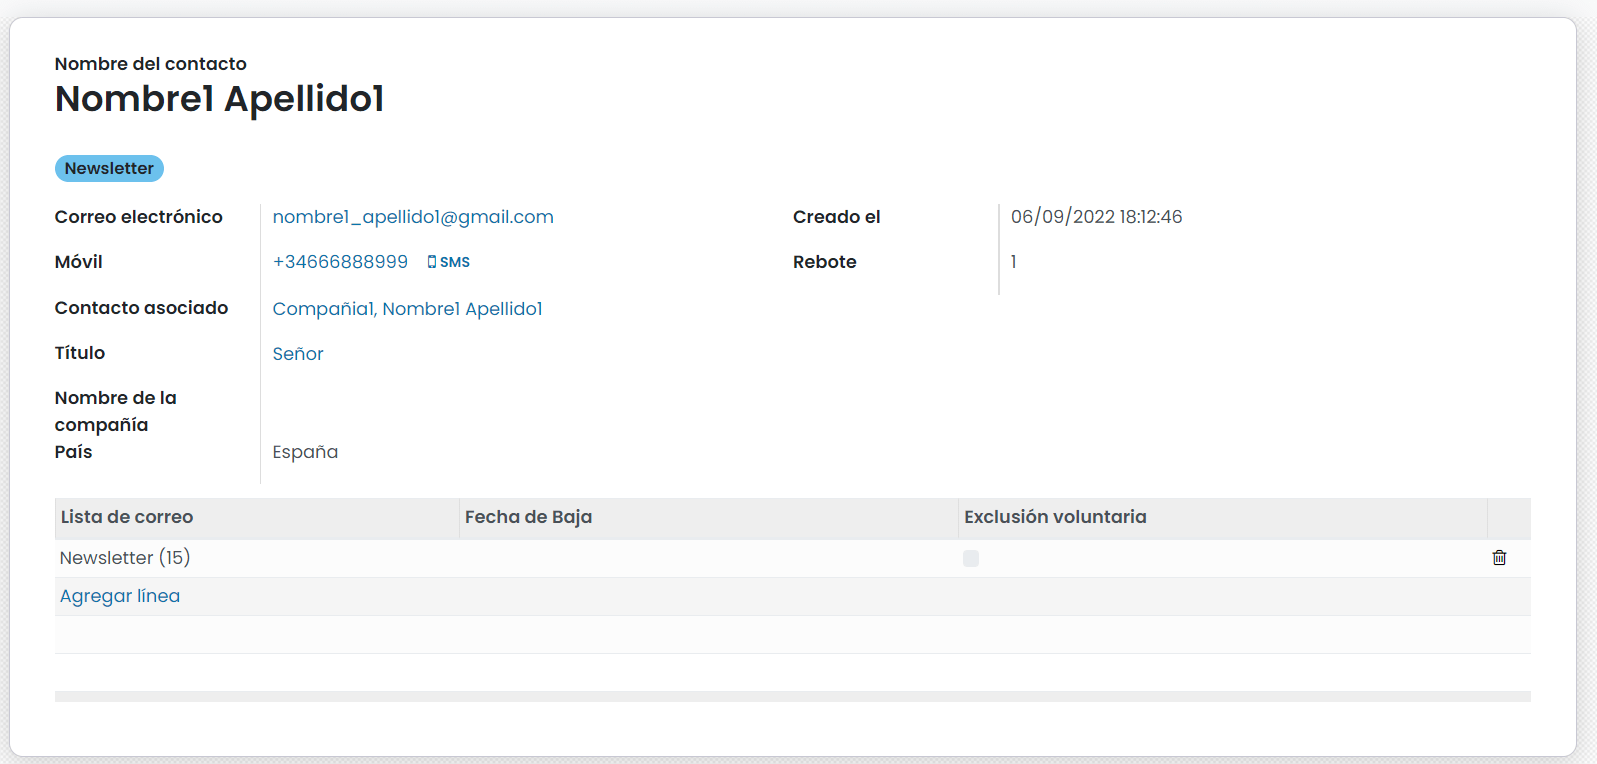 Nombre del contacto
Nombre1 Apellido1
Newsletter
Correo electrónico nombre1_apellido1@gmail.com Creado el 06/09/2022 18:12:46
Móvil +34666888999 SMS Rebote 1
Contacto asociado Compañia1, Nombre1 Apellido1
Título Señor
Nombre de la
compañía
País España
Lista de correo Fecha de Baja Exclusión voluntaria
Newsletter (15)
Agregar línea